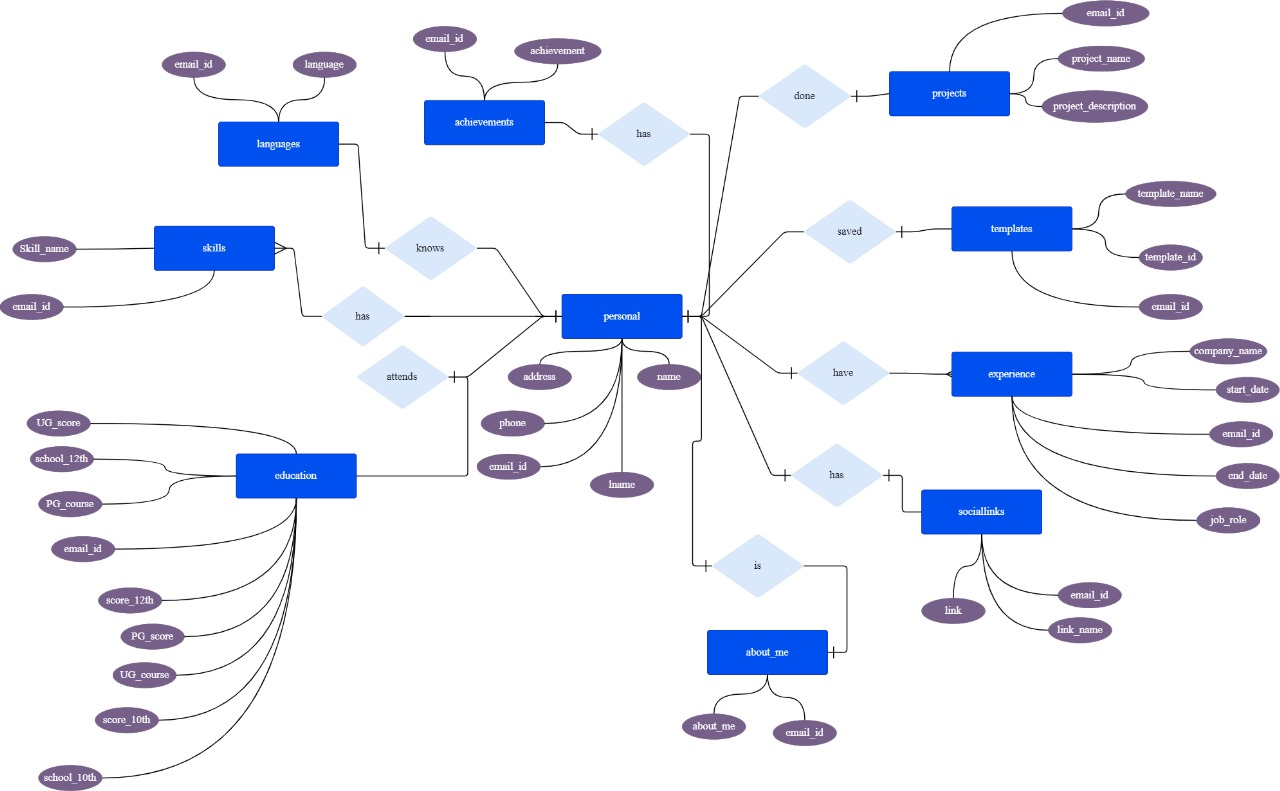 email_id
email_id
achievement
project_name
email_id
language
projects
done
project_description
achievements
has
languages
template_name
templates
saved
Skill_name
skills
knows
template_id
email_id
email_id
has
personal
company_name
attends
address
name
have
experience
start_date
UG_score
phone
email_id
school_12th
email_id
lname
education
has
end_date
PG_course
sociallinks
job_role
email_id
is
score_12th
link
email_id
PG_score
link_name
about_me
UG_course
score_10th
about_me
email_id
school_10th